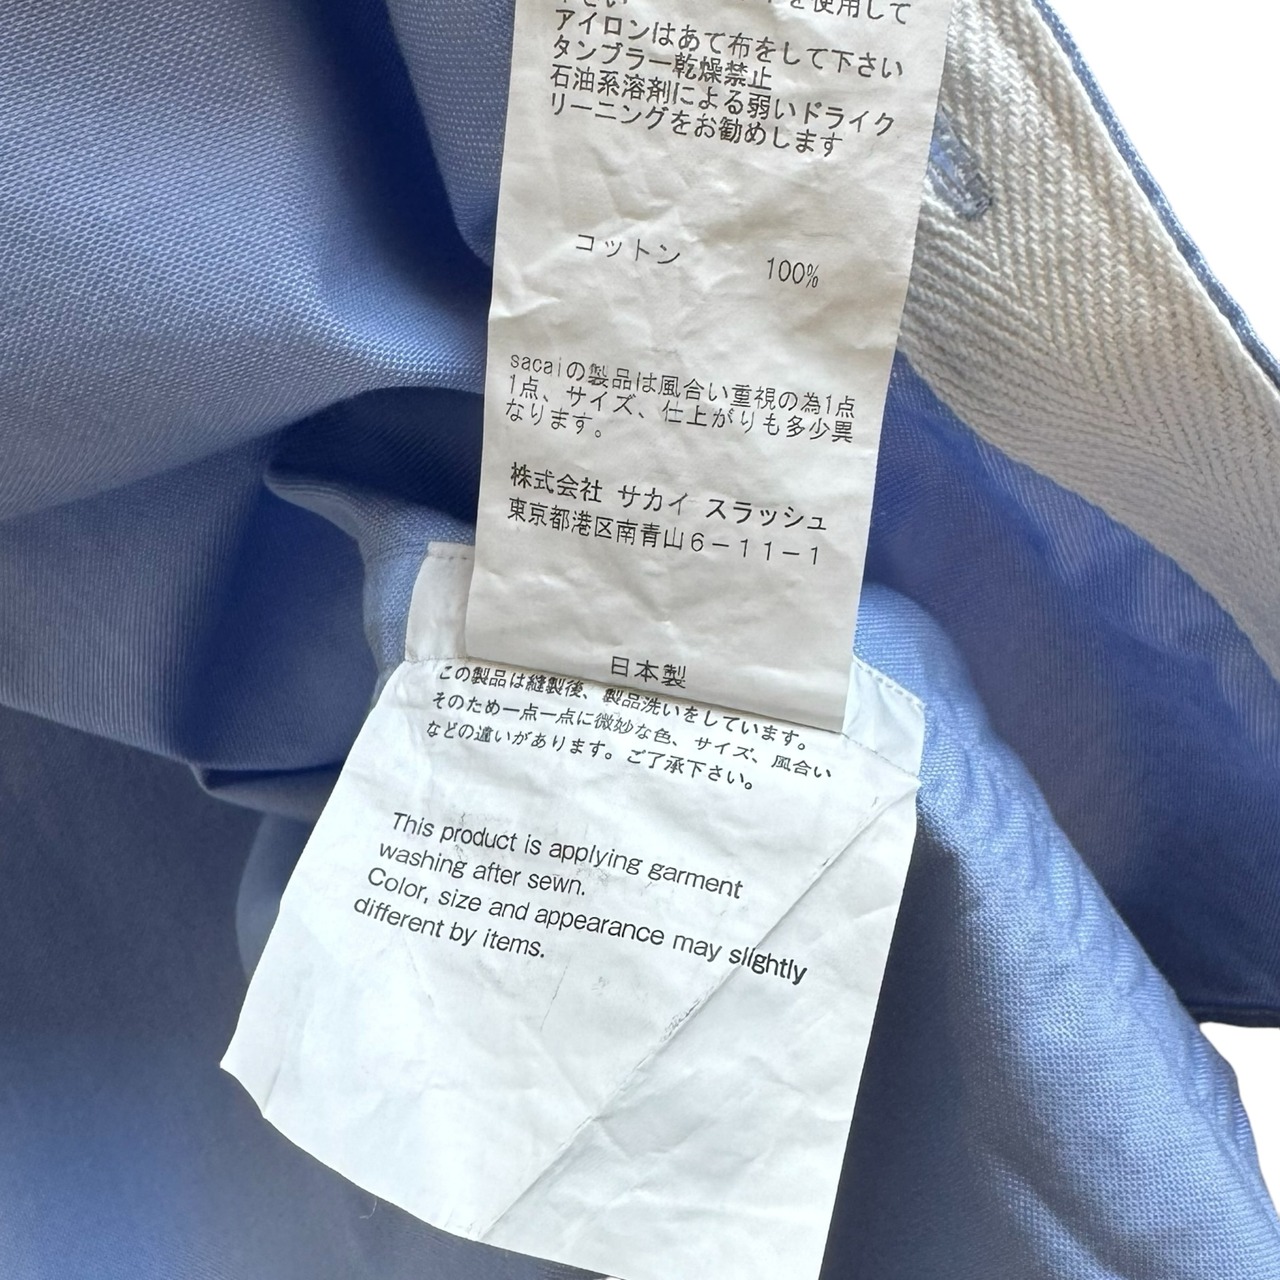 を使用して
アイロンはあて布をして下さい
タンブラー乾燥禁止
石油系溶剤による弱いドライク
リーニングをお勧めします
コットン 100%
sacaiの製品は風合い重視の為1点
1点、サイズ、仕上がりも多少異
なります。
株式会社 サカイ スラッシュ
東京都港区南青山6-11-1
日本製
この製品は縫製後、製品洗いをしています。
そのため一点一点に微妙な色、サイズ、風合い
などの違いがあります。ご了承下さい。
This product is applying garment
washing after sewn.
Color, size and appearance may slightly
different by items.